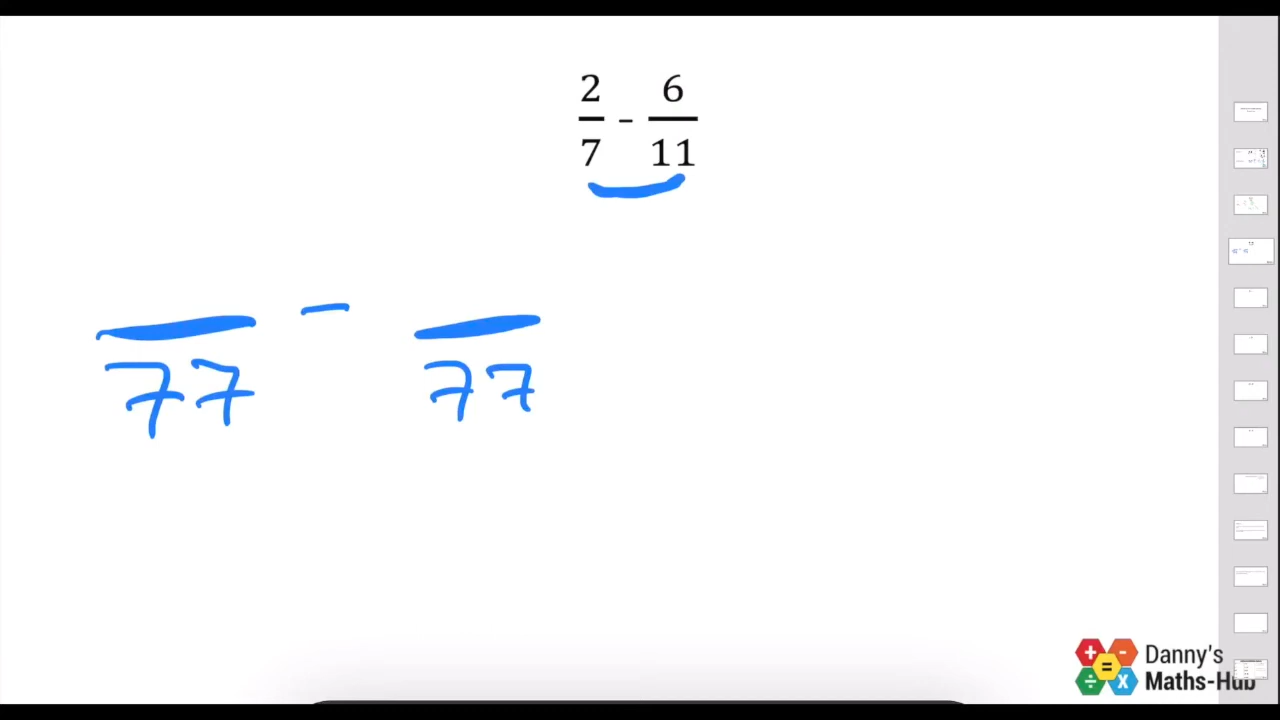 2/7 - 6/11
— - —
77 77
Danny's
Maths-Hub